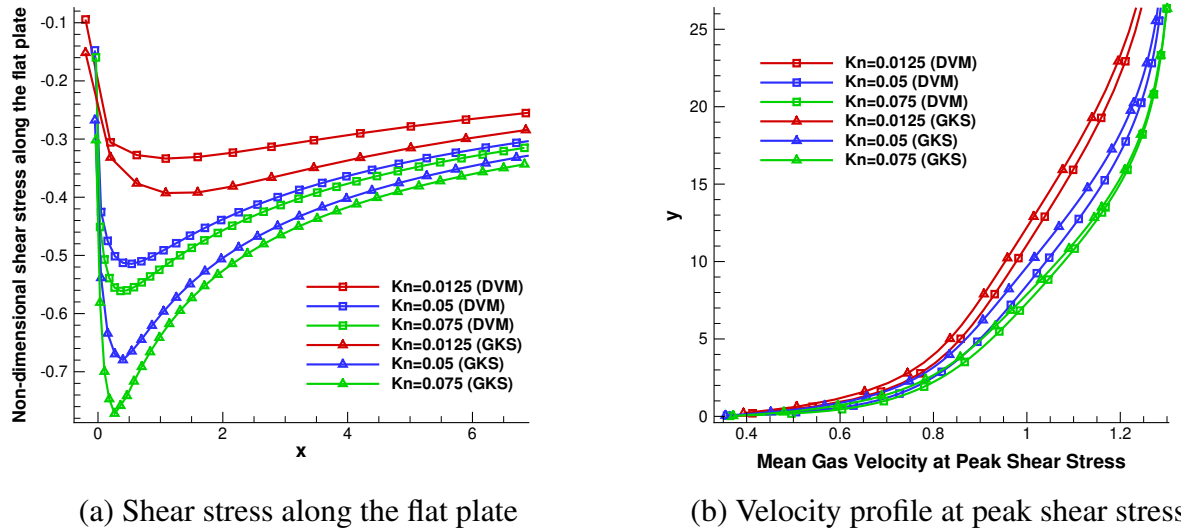 Non-dimensional shear stress along the flat plate
-0.1
-0.2
-0.3
-0.4
-0.5
-0.6
-0.7
0
2
4
6
x
Kn=0.0125 (DVM)
Kn=0.05 (DVM)
Kn=0.075 (DVM)
Kn=0.0125 (GKS)
Kn=0.05 (GKS)
Kn=0.075 (GKS)
(a) Shear stress along the flat plate
y
25
20
15
10
5
0
0.4
0.6
0.8
1
1.2
Mean Gas Velocity at Peak Shear Stress
Kn=0.0125 (DVM)
Kn=0.05 (DVM)
Kn=0.075 (DVM)
Kn=0.0125 (GKS)
Kn=0.05 (GKS)
Kn=0.075 (GKS)
(b) Velocity profile at peak shear stress